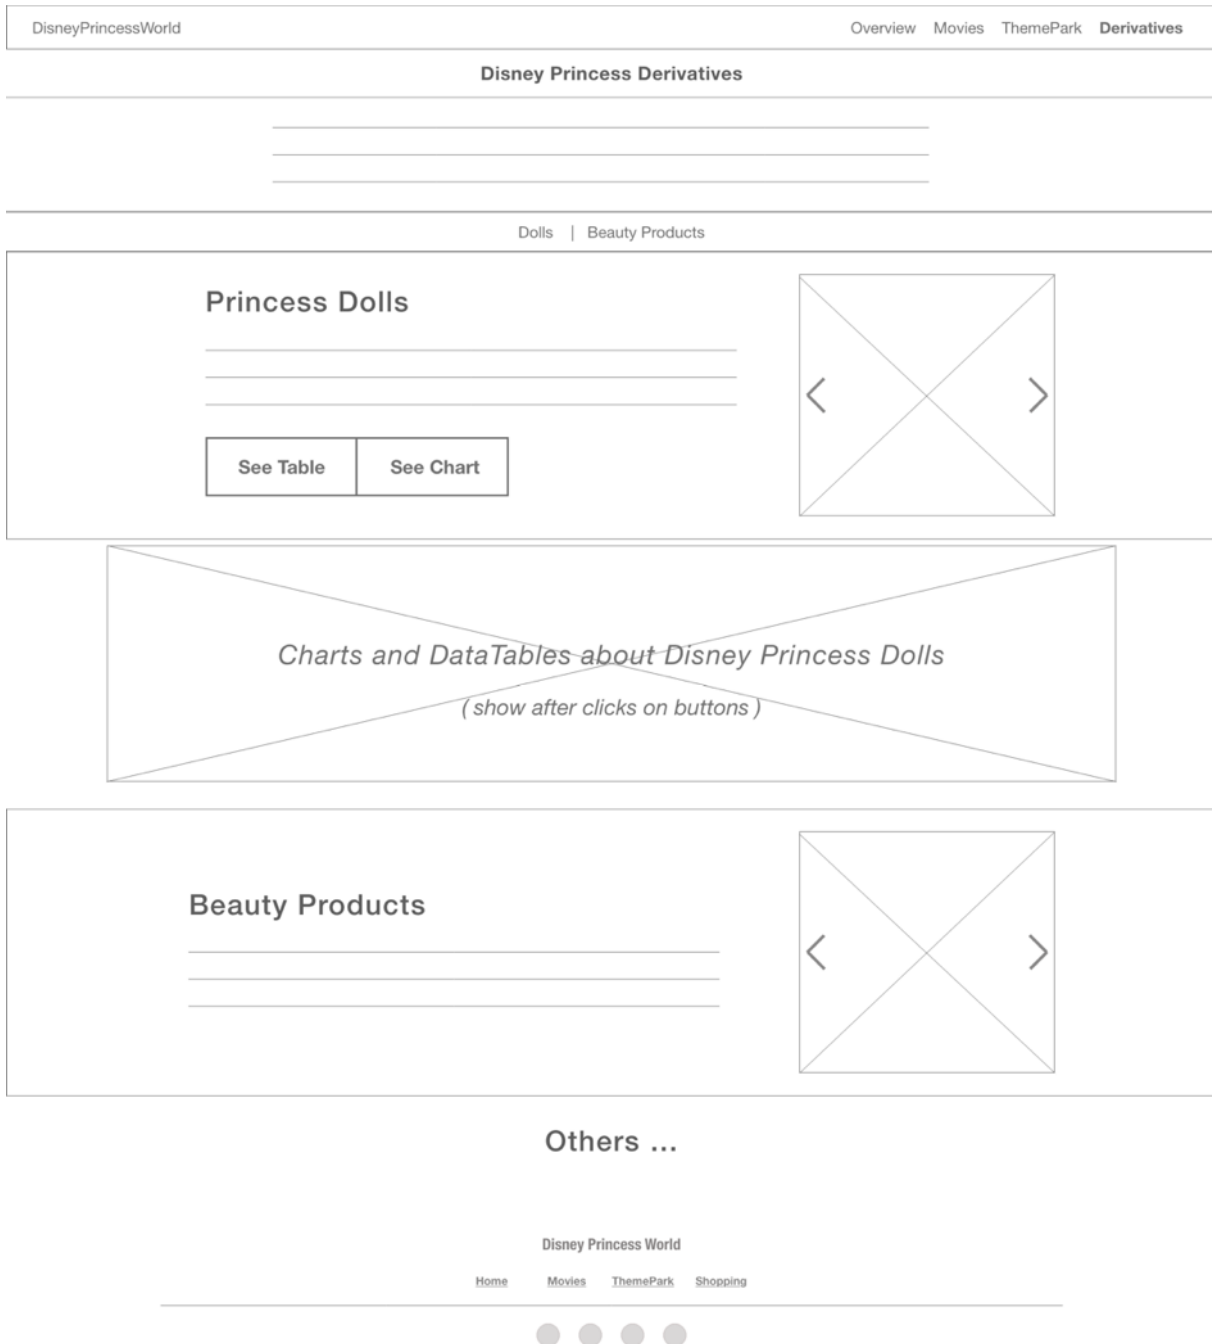 DisneyPrincessWorld Overview Movies ThemePark Derivatives
Disney Princess Derivatives
Dolls | Beauty Products
Princess Dolls
See Table See Chart
Charts and DataTables about Disney Princess Dolls
( show after clicks on buttons )
Beauty Products
Others ...
Disney Princess World
Home Movies ThemePark Shopping